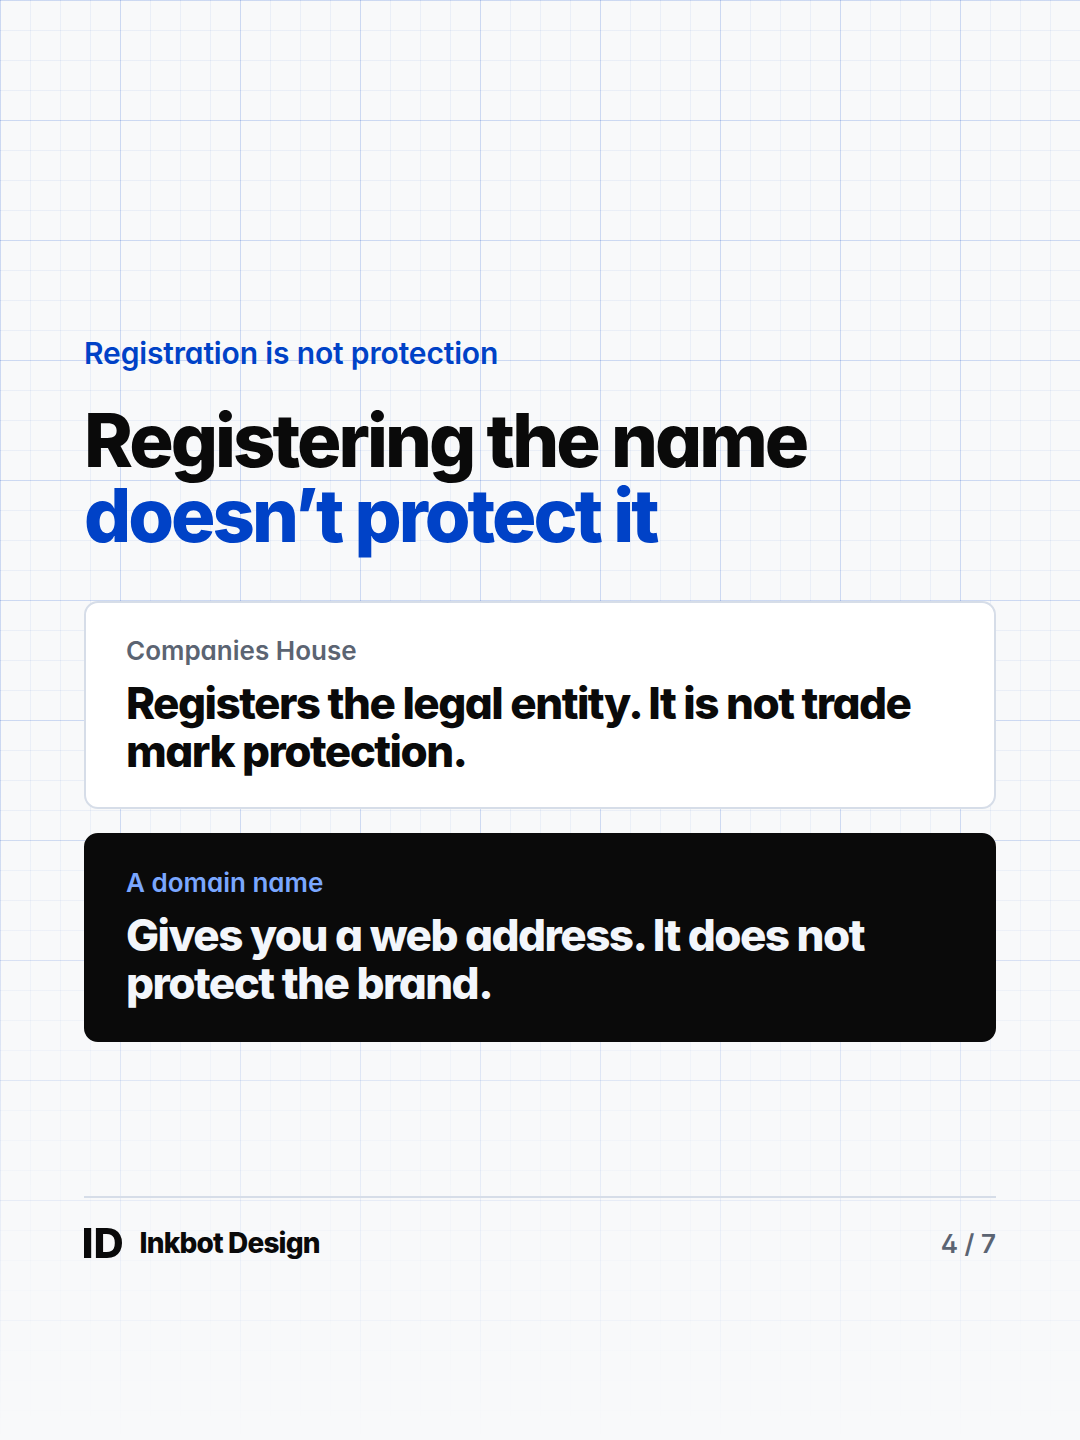 Registration is not protection
Registering the name
doesn’t protect it
Companies House
Registers the legal entity. It is not trade
mark protection.
A domain name
Gives you a web address. It does not
protect the brand.
ID Inkbot Design
4 / 7